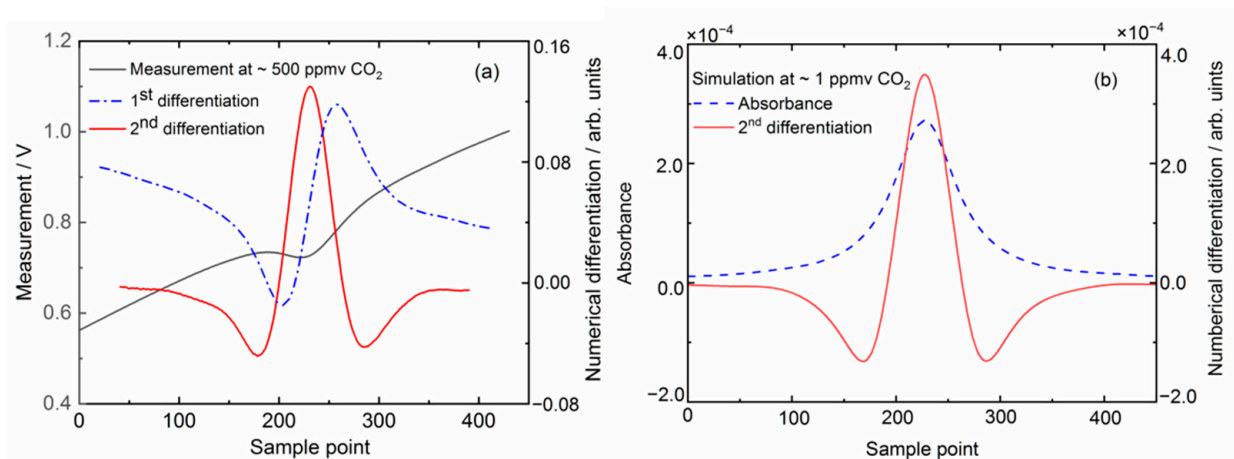 1.2
1.0
0.8
0.6
0.4
Measurement / V
Measurement at ~ 500 ppmv CO2
1st differentiation
2nd differentiation
(a)
0.16
0.08
0.00
−0.08
Numerical differentiation / arb. units
0 100 200 300 400
Sample point
×10−4
4.0
2.0
0.0
−2.0
Absorbance
Simulation at ~ 1 ppmv CO2
Absorbance
2nd differentiation
(b)
×10−4
4.0
2.0
0.0
−2.0
Numberical differentiation / arb. uints
0 100 200 300
Sample point 400